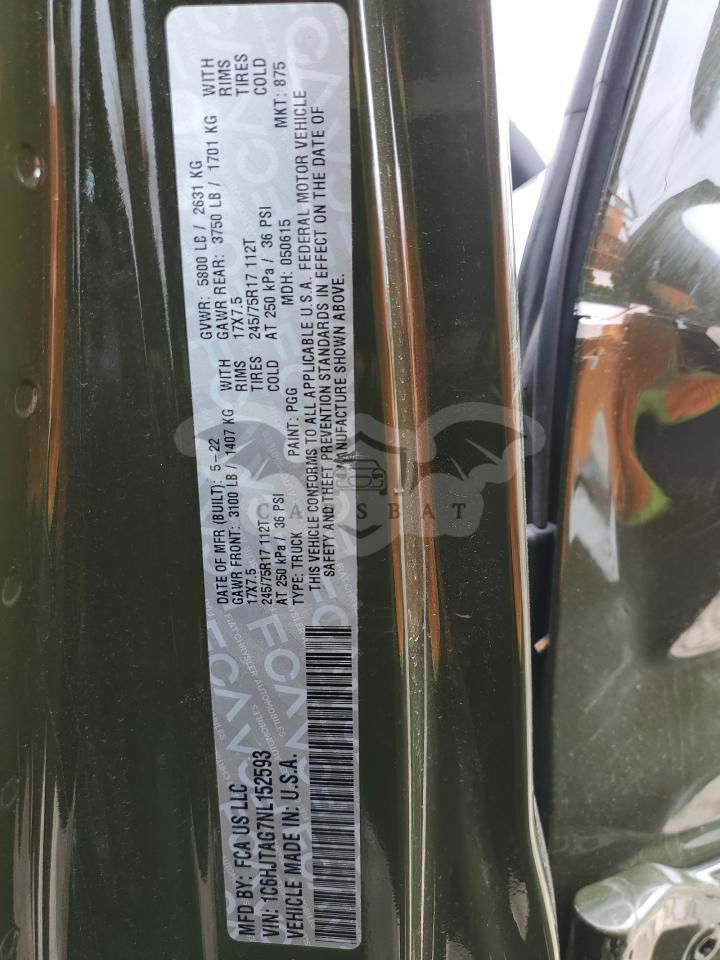 MFD BY: FCA US LLC
VIN: 1C6HJTAG7NL152593
VEHICLE MADE IN: U.S.A.
DATE OF MFR (BUILT): 5-22
GAWR FRONT: 3100 LB / 1407 KG WITH
17X7.5 RIMS
245/75R17 112T TIRES
AT 250 kPa / 36 PSI COLD
GVWR: 5800 LB / 2631 KG
GAWR REAR: 3750 LB / 1701 KG WITH
17X7.5 RIMS
245/75R17 112T TIRES
AT 250 kPa / 36 PSI COLD
TYPE: TRUCK PAINT: PGG MDH: 050615 MKT: 875
THIS VEHICLE CONFORMS TO ALL APPLICABLE U.S.A. FEDERAL MOTOR VEHICLE
SAFETY AND THEFT PREVENTION STANDARDS IN EFFECT ON THE DATE OF
MANUFACTURE SHOWN ABOVE.
CARSBAT